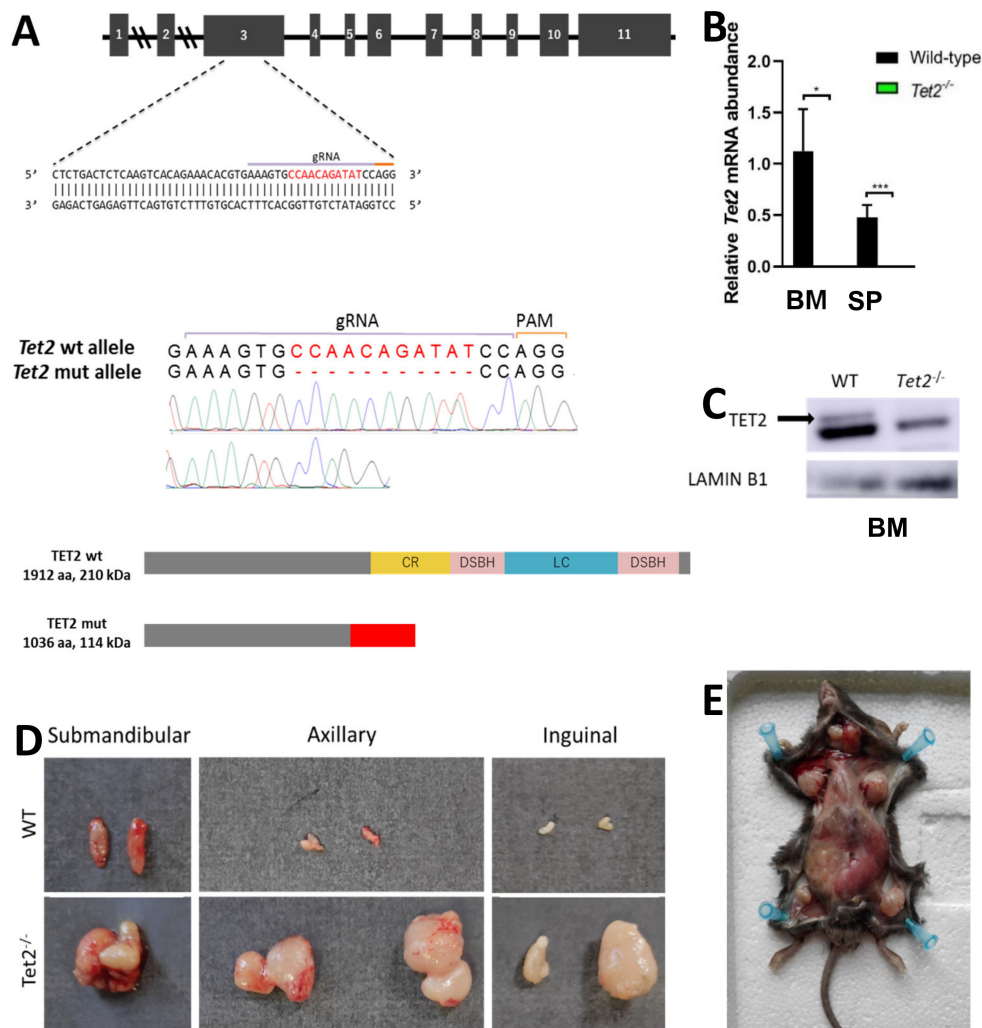 A
1 2 3 4 5 6 7 8 9 10 11
gRNA
5’ CTCTGACTCTCAAGTCACAGAAACACGTGAAAGTGCCAACAGATATCCAGG 3’
3’ GAGACTGAGAGTTCAGTGTCTTTGTGCACTTTCACGGTTGTCTATAGGTCC 5’
gRNA PAM
Tet2 wt allele GAAAGTGCCAACAGATATCCAGG
Tet2 mut allele GAAAGTG-----------CCAGG
TET2 wt
1912 aa, 210 kDa
CR DSBH LC DSBH
TET2 mut
1036 aa, 114 kDa
B
Relative Tet2 mRNA abundance
2.0
1.5
1.0
0.5
0.0
Wild-type
Tet2-/-
*
***
BM SP
C
WT Tet2-/-
TET2
LAMIN B1
BM
D
Submandibular Axillary Inguinal
WT
Tet2-/-
E